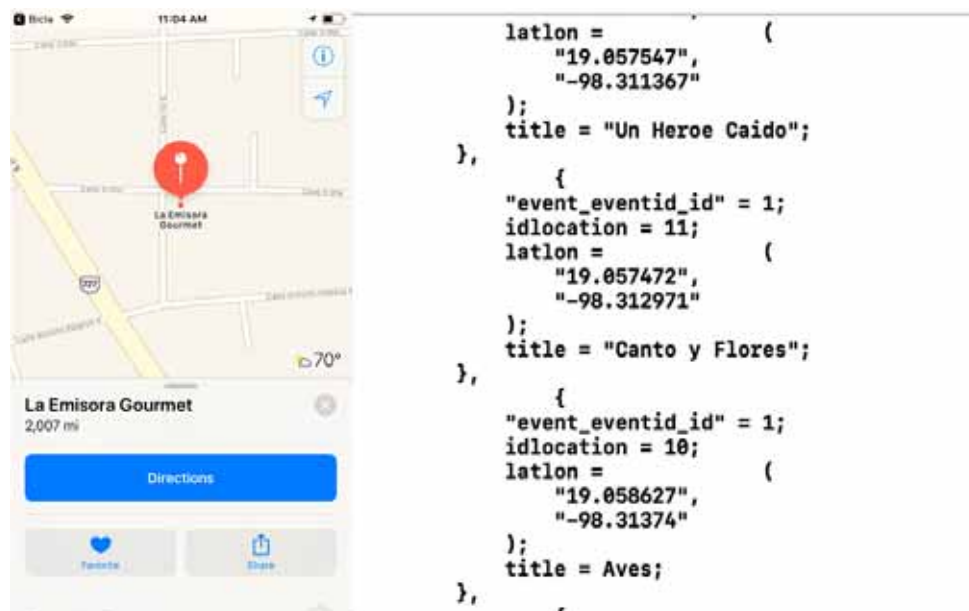 Bicla
11:04 AM
La Emisora
Gourmet
70°
La Emisora Gourmet
2,007 mi
Directions
Favorite
Share
latlon = (
"19.057547",
"-98.311367"
);
title = "Un Heroe Caido";
},
{
"event_eventid_id" = 1;
idlocation = 11;
latlon = (
"19.057472",
"-98.312971"
);
title = "Canto y Flores";
},
{
"event_eventid_id" = 1;
idlocation = 10;
latlon = (
"19.058627",
"-98.31374"
);
title = Aves;
},